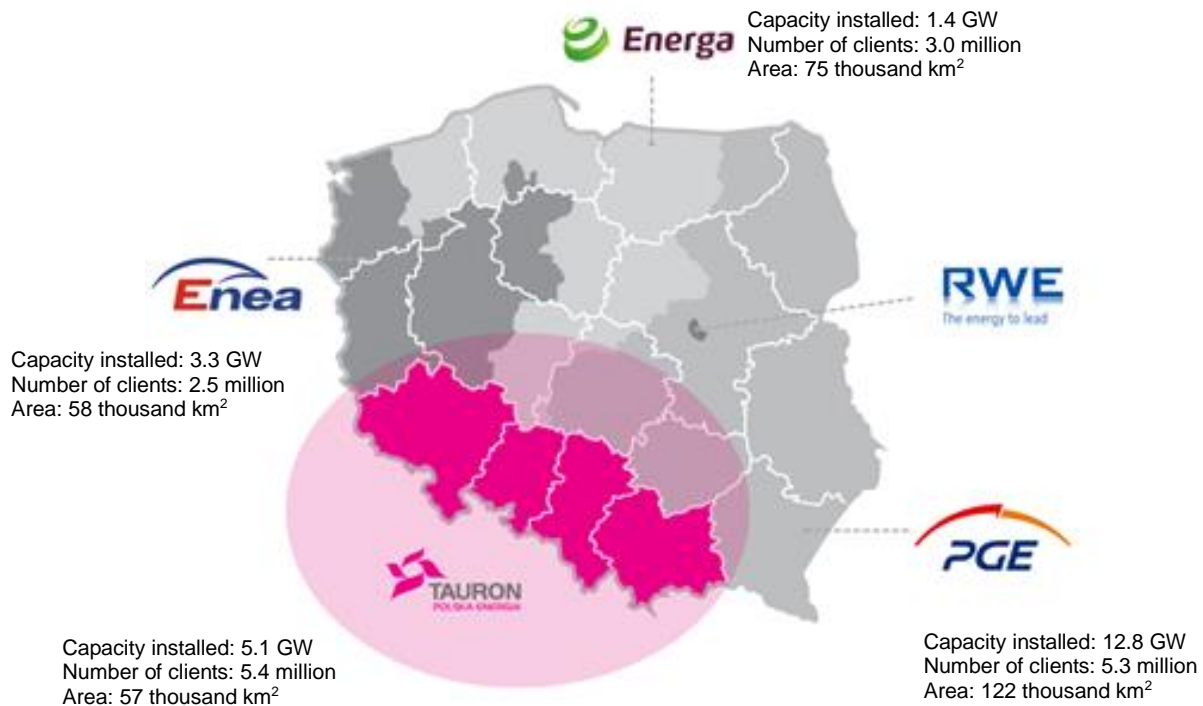 Energa
Capacity installed: 1.4 GW
Number of clients: 3.0 million
Area: 75 thousand km²
Enea
Capacity installed: 3.3 GW
Number of clients: 2.5 million
Area: 58 thousand km²
RWE
The energy to lead
PGE
TAURON
POLSKA ENERGIA
Capacity installed: 5.1 GW
Number of clients: 5.4 million
Area: 57 thousand km²
Capacity installed: 12.8 GW
Number of clients: 5.3 million
Area: 122 thousand km²